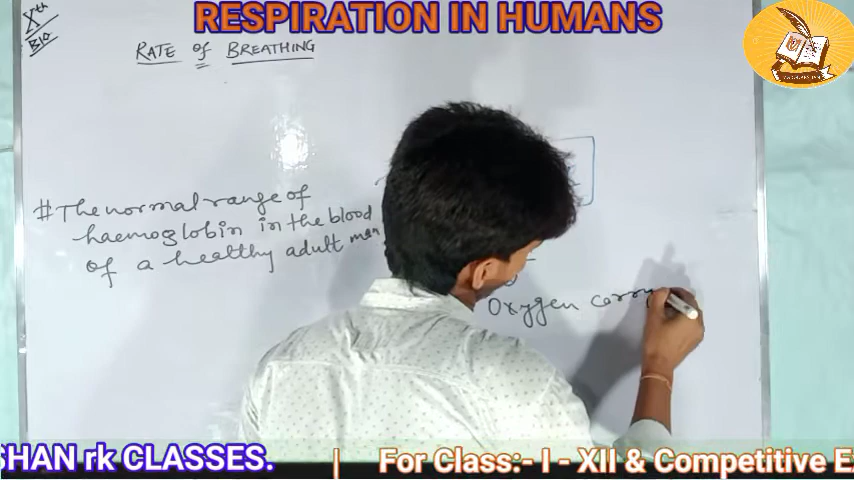 RESPIRATION IN HUMANS
Xth
BIO
RATE of BREATHING
# The normal range of
haemoglobin in the blood
of a healthy adult man
Oxygen carry
SHAN rk CLASSES. | For Class:- I - XII & Competitive E